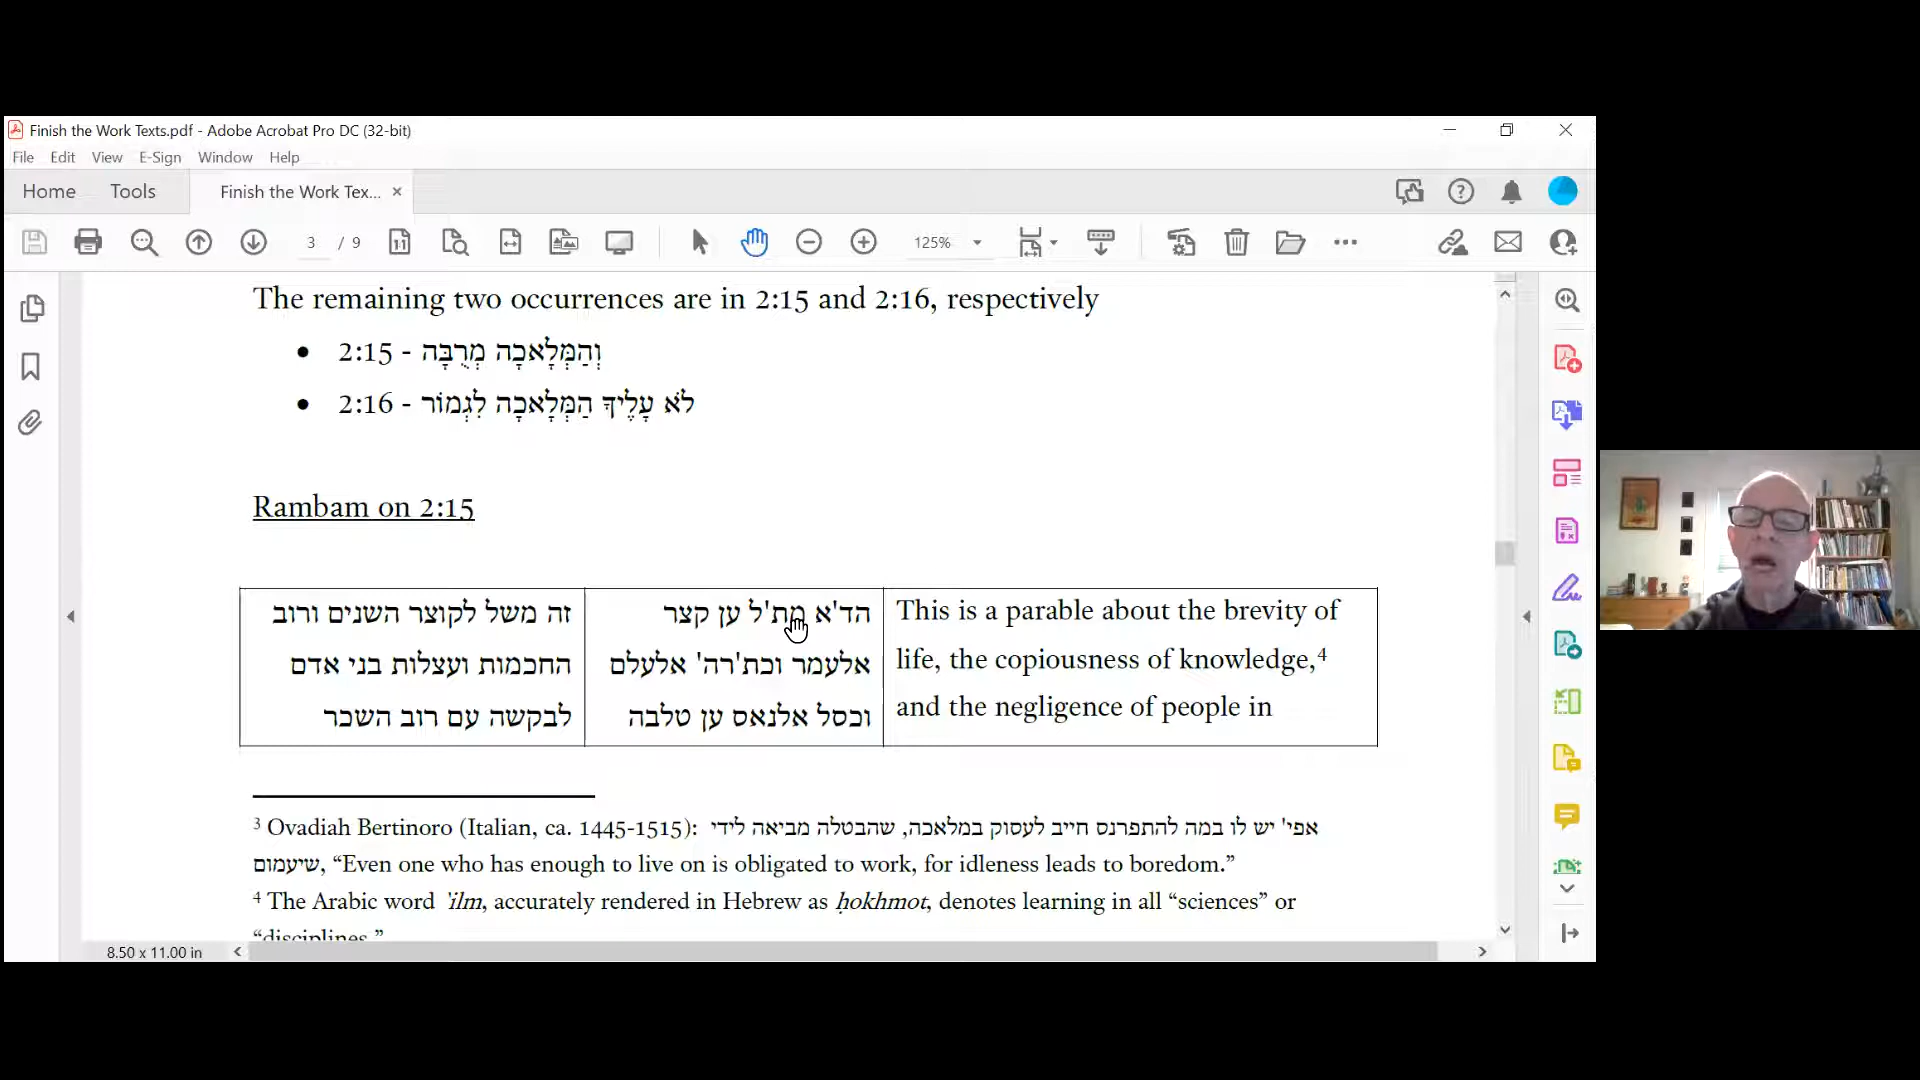 Finish the Work Texts.pdf - Adobe Acrobat Pro DC (32-bit)
File Edit View E-Sign Window Help
Home Tools Finish the Work Tex... ×
3 / 9 125%
The remaining two occurrences are in 2:15 and 2:16, respectively
• 2:15 - וְהַמְּלָאכָה מְרֻבָּה
• 2:16 - לֹא עָלֶיךָ הַמְּלָאכָה לִגְמוֹר
Rambam on 2:15
זה משל לקוצר השנים ורוב
החכמות ועצלות בני אדם
לבקשה עם רוב השכר
הד'א מת'ל ען קצר
אלעמר וכת'רה' אלעלם
וכסל אלנאס ען טלבה
This is a parable about the brevity of
life, the copiousness of knowledge,⁴
and the negligence of people in
³ Ovadiah Bertinoro (Italian, ca. 1445-1515): אפי' יש לו במה להתפרנס חייב לעסוק במלאכה, שהבטלה מביאה לידי
שיעמום, “Even one who has enough to live on is obligated to work, for idleness leads to boredom.”
⁴ The Arabic word ʿilm, accurately rendered in Hebrew as ḥokhmot, denotes learning in all “sciences” or
“disciplines.”
8.50 x 11.00 in